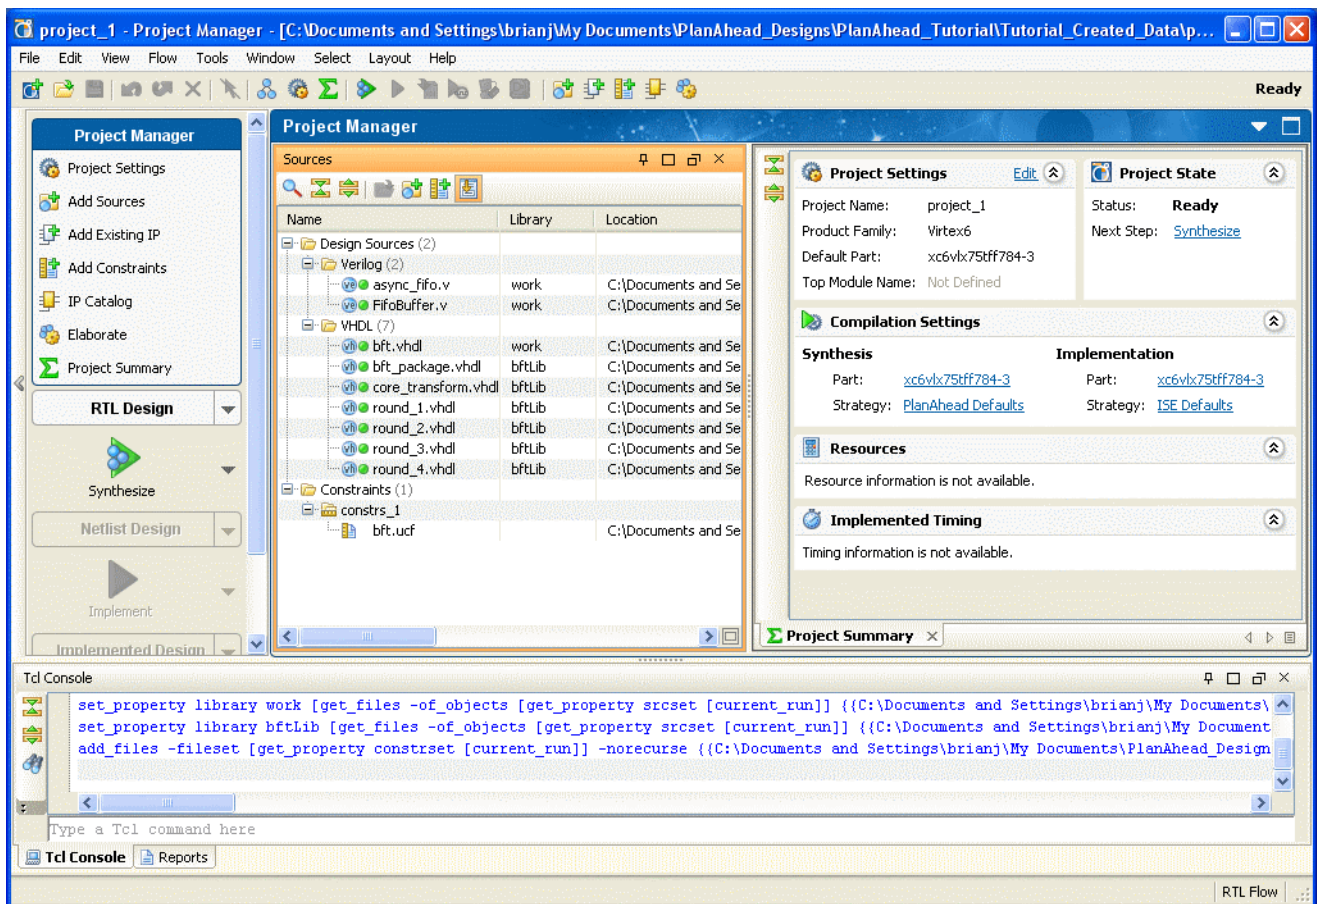 project_1 - Project Manager - [C:\Documents and Settings\brianj\My Documents\PlanAhead_Designs\PlanAhead_Tutorial\Tutorial_Created_Data\p...
File Edit View Flow Tools Window Select Layout Help
Ready
Project Manager
Project Settings
Add Sources
Add Existing IP
Add Constraints
IP Catalog
Elaborate
Project Summary
RTL Design
Synthesize
Netlist Design
Implement
Implemented Design
Project Manager
Sources
Name Library Location
Design Sources (2)
Verilog (2)
async_fifo.v work C:\Documents and Se
FifoBuffer.v work C:\Documents and Se
VHDL (7)
bft.vhdl work C:\Documents and Se
bft_package.vhdl bftLib C:\Documents and Se
core_transform.vhdl bftLib C:\Documents and Se
round_1.vhdl bftLib C:\Documents and Se
round_2.vhdl bftLib C:\Documents and Se
round_3.vhdl bftLib C:\Documents and Se
round_4.vhdl bftLib C:\Documents and Se
Constraints (1)
constrs_1
bft.ucf C:\Documents and Se
Project Settings Edit
Project Name: project_1
Product Family: Virtex6
Default Part: xc6vlx75tff784-3
Top Module Name: Not Defined
Project State
Status: Ready
Next Step: Synthesize
Compilation Settings
Synthesis Implementation
Part: xc6vlx75tff784-3 Part: xc6vlx75tff784-3
Strategy: PlanAhead Defaults Strategy: ISE Defaults
Resources
Resource information is not available.
Implemented Timing
Timing information is not available.
Project Summary
Tcl Console
set_property library work [get_files -of_objects [get_property srcset [current_run]] {{C:\Documents and Settings\brianj\My Documents\
set_property library bftLib [get_files -of_objects [get_property srcset [current_run]] {{C:\Documents and Settings\brianj\My Document
add_files -fileset [get_property constrset [current_run]] -norecurse {{C:\Documents and Settings\brianj\My Documents\PlanAhead_Design
Type a Tcl command here
Tcl Console Reports
RTL Flow